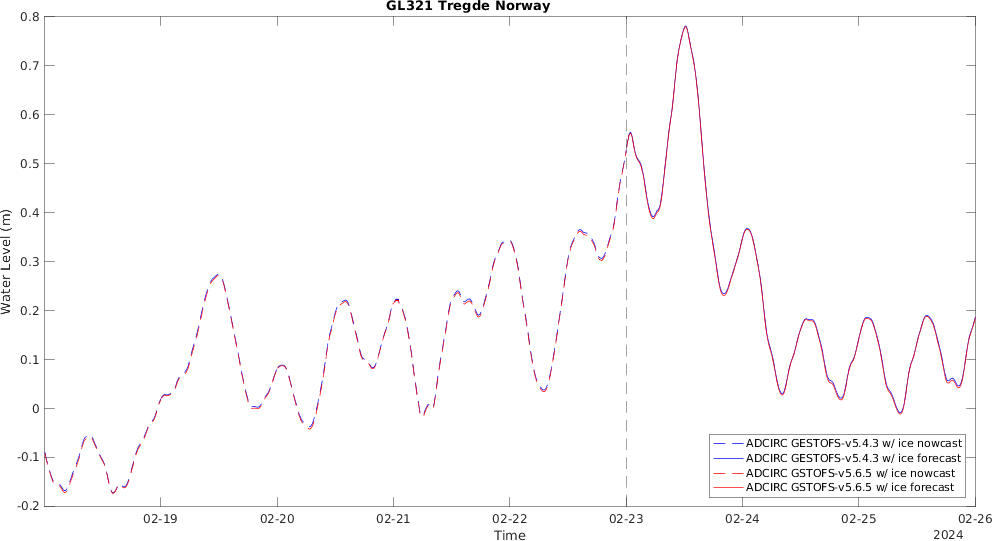 GL321 Tregde Norway
0.8
0.7
0.6
0.5
0.4
0.3
0.2
0.1
0
-0.1
-0.2
Water Level (m)
ADCIRC GESTOFS-v5.4.3 w/ ice nowcast
ADCIRC GESTOFS-v5.4.3 w/ ice forecast
ADCIRC GSTOFS-v5.6.5 w/ ice nowcast
ADCIRC GSTOFS-v5.6.5 w/ ice forecast
02-19 02-20 02-21 02-22 02-23 02-24 02-25 02-26
Time
2024